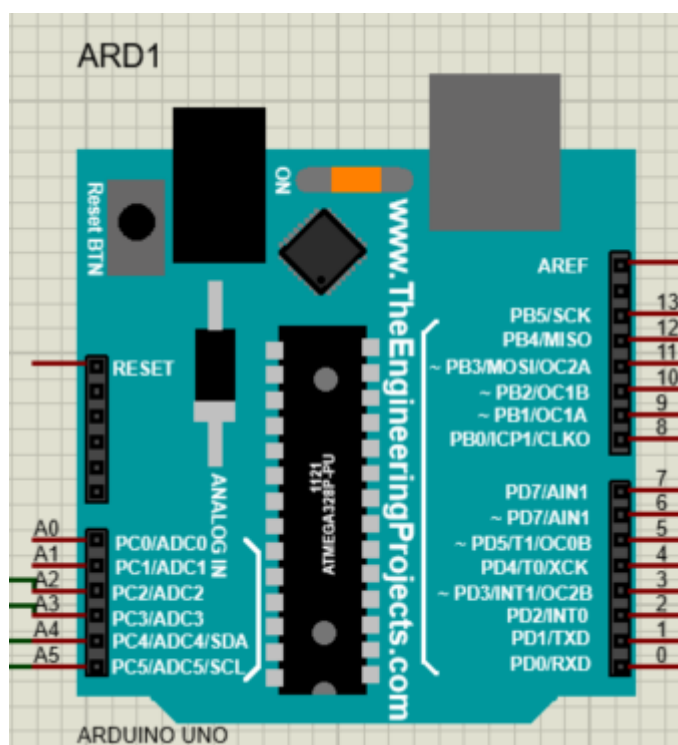 ARD1
Reset BTN
ON
www.TheEngineeringProjects.com
AREF
PB5/SCK
13
PB4/MISO
12
~ PB3/MOSI/OC2A
11
~ PB2/OC1B
10
~ PB1/OC1A
9
PB0/ICP1/CLKO
8
RESET
1121
ATMEGA328P-PU
ANALOG IN
PD7/AIN1
7
~ PD7/AIN1
6
~ PD5/T1/OC0B
5
PD4/T0/XCK
4
~ PD3/INT1/OC2B
3
PD2/INT0
2
PD1/TXD
1
PD0/RXD
0
A0
PC0/ADC0
A1
PC1/ADC1
A2
PC2/ADC2
A3
PC3/ADC3
A4
PC4/ADC4/SDA
A5
PC5/ADC5/SCL
ARDUINO UNO